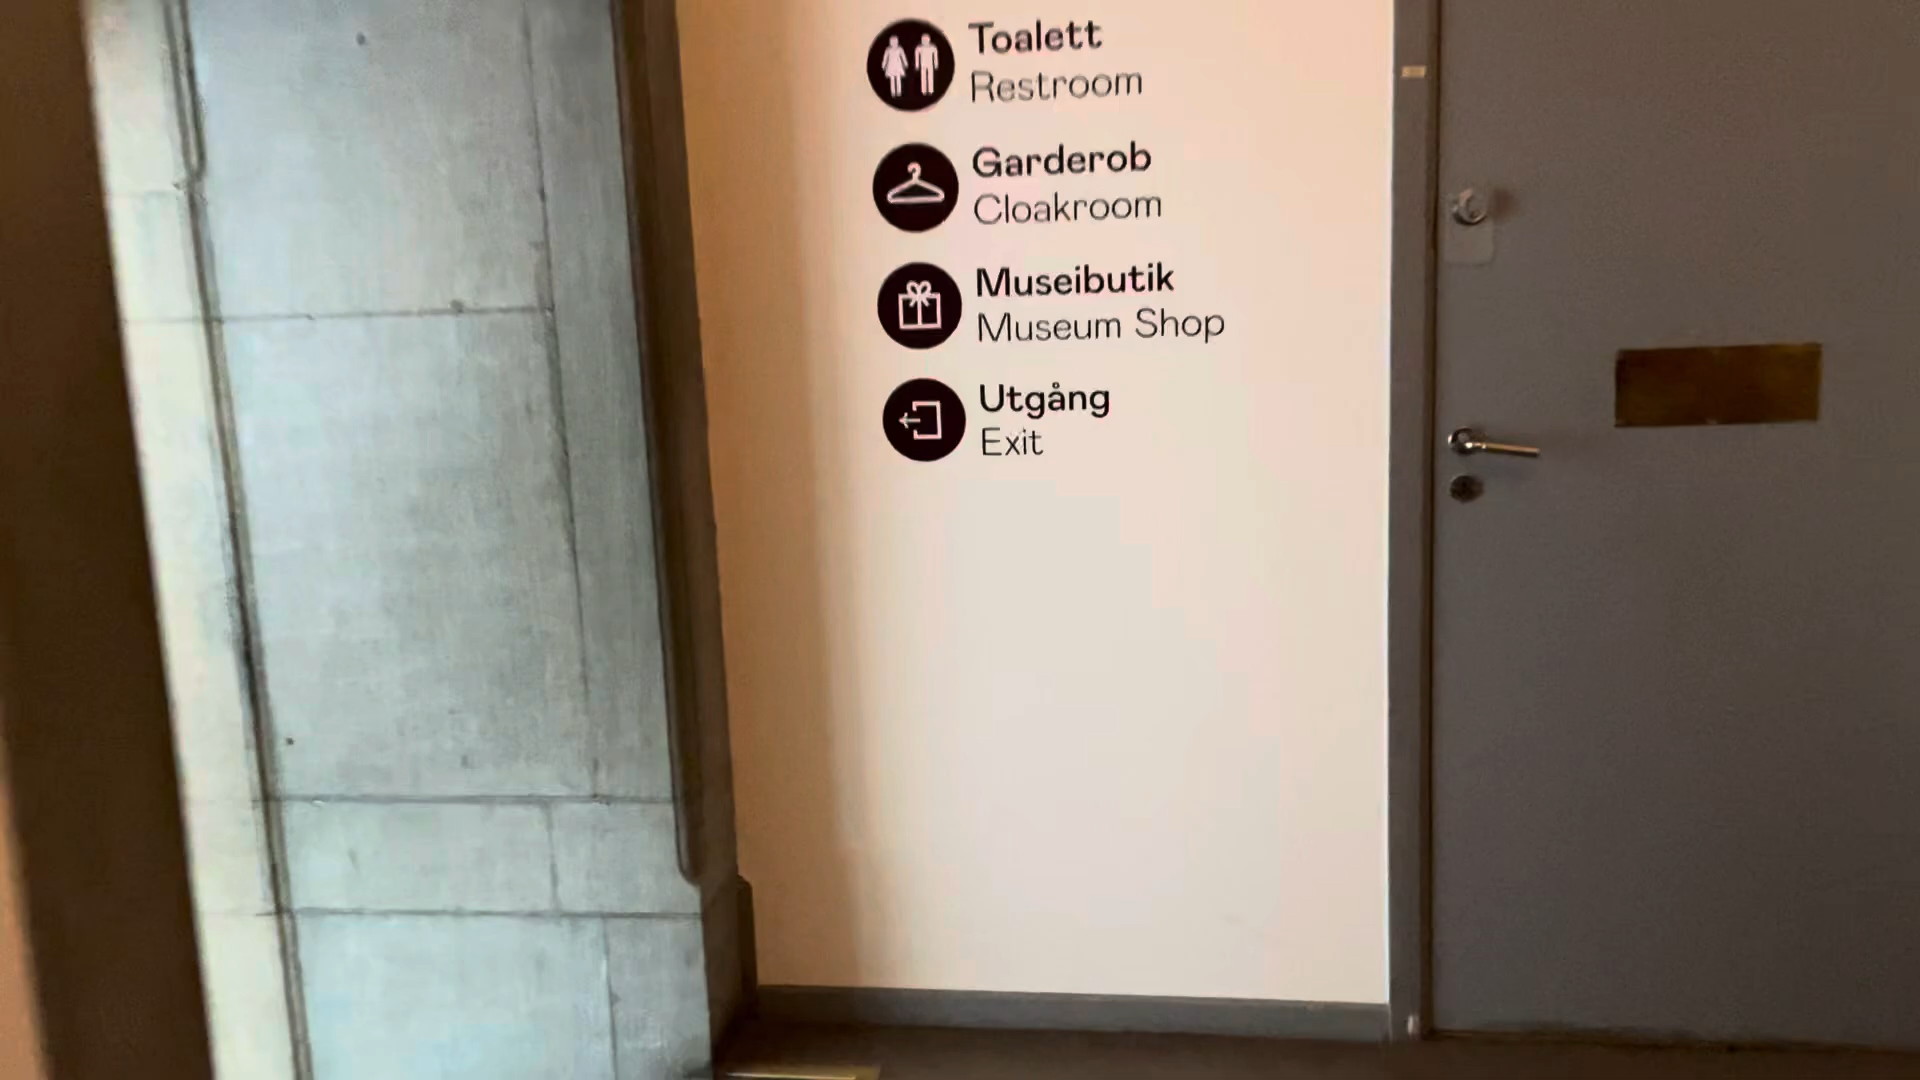 Toalett
Restroom
Garderob
Cloakroom
Museibutik
Museum Shop
Utgång
Exit